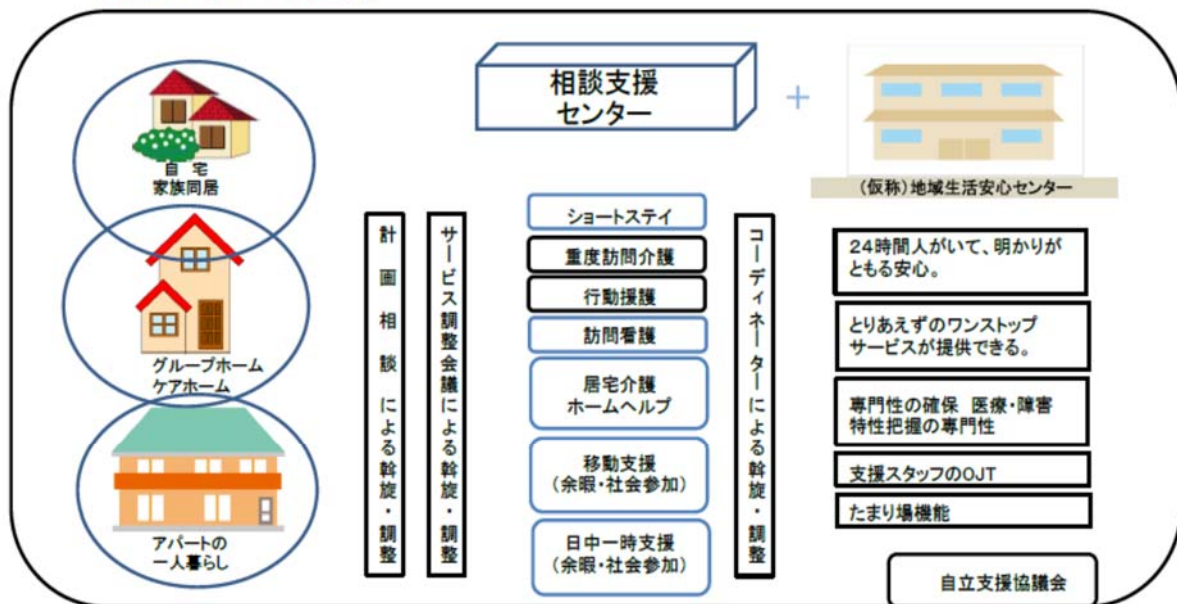 相談支援
センター
+
(仮称)地域生活安心センター
自 宅
家族同居
グループホーム
ケアホーム
アパートの
一人暮らし
計画相談による斡旋・調整
サービス調整会議による斡旋・調整
ショートステイ
重度訪問介護
行動援護
訪問看護
居宅介護
ホームヘルプ
移動支援
(余暇・社会参加)
日中一時支援
(余暇・社会参加)
コーディネーターによる斡旋・調整
24時間人がいて、明かりが
ともる安心。
とりあえずのワンストップ
サービスが提供できる。
専門性の確保 医療・障害
特性把握の専門性
支援スタッフのOJT
たまり場機能
自立支援協議会